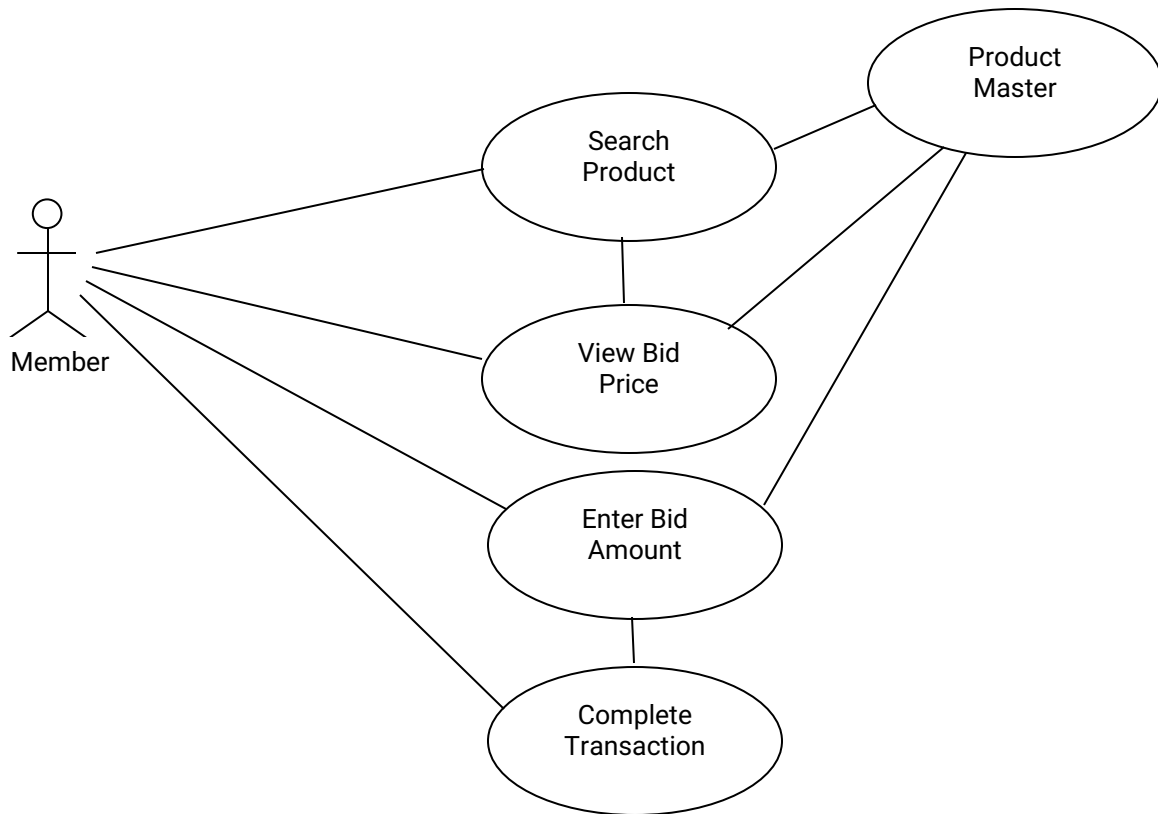 Product
Master
Search
Product
Member
View Bid
Price
Enter Bid
Amount
Complete
Transaction